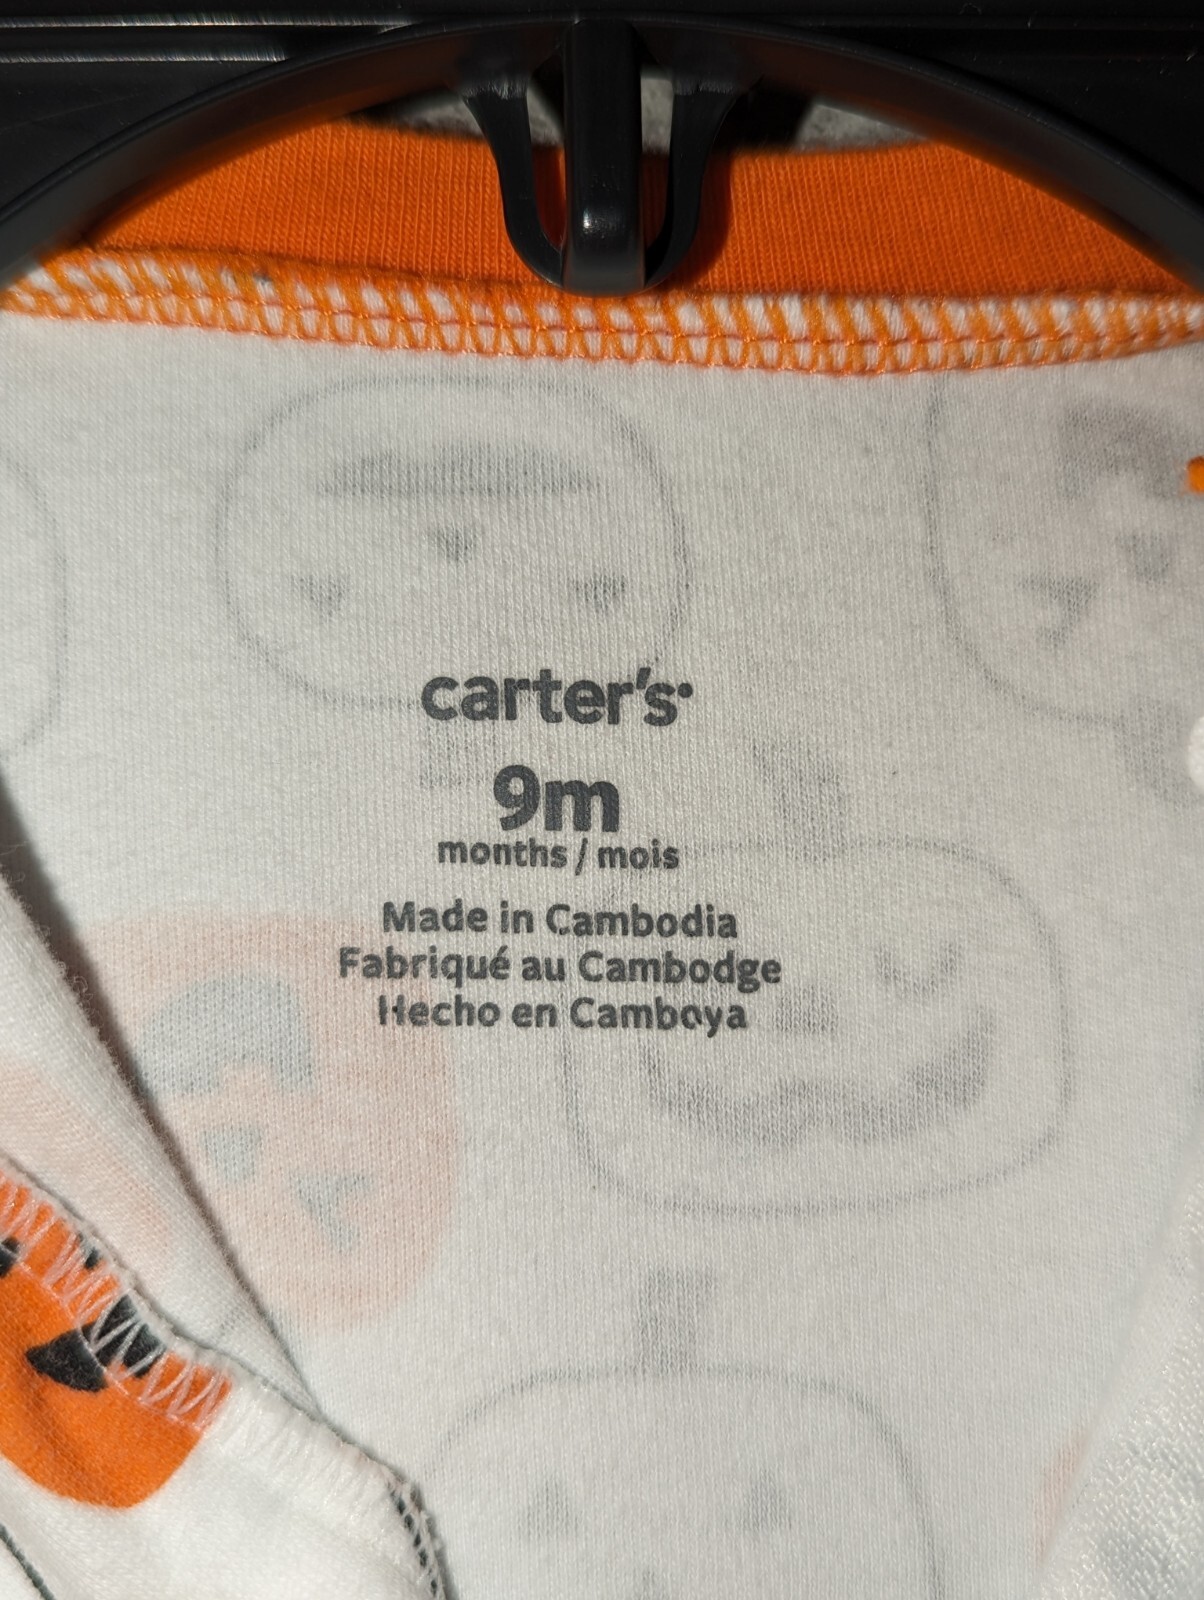 carter's
9m
months / mois
Made in Cambodia
Fabriqué au Cambodge
Hecho en Camboya